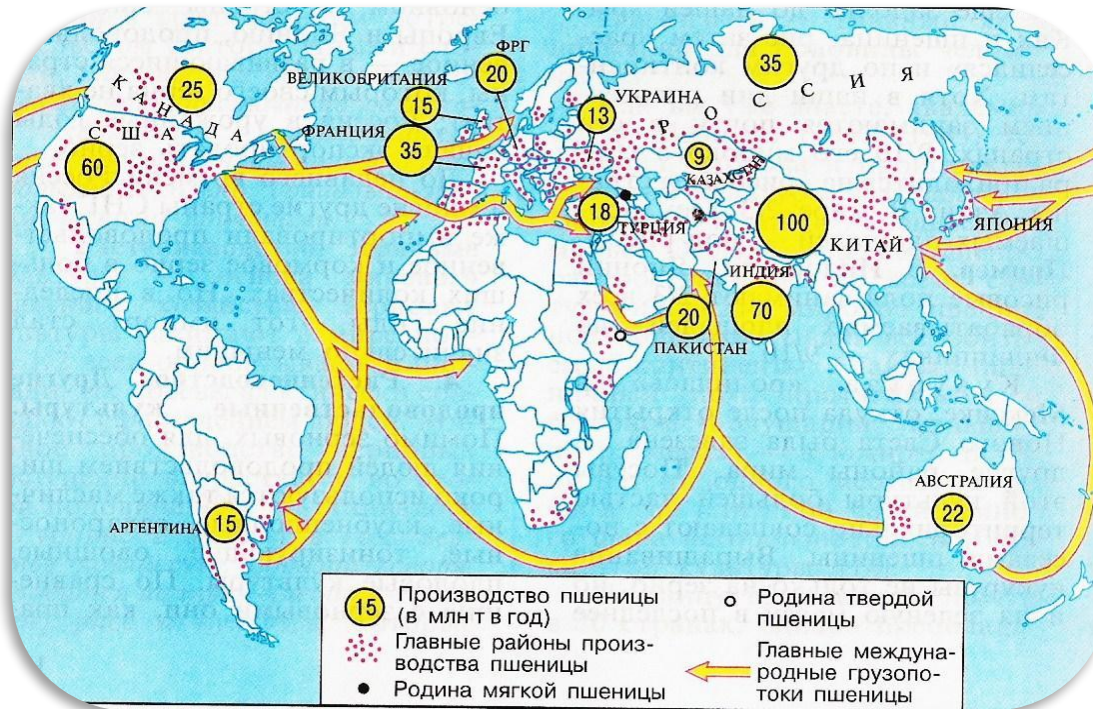 ФРГ
20
35
КАНАДА
25
ВЕЛИКОБРИТАНИЯ
15
УКРАИНА
13
РОССИЯ
США
60
ФРАНЦИЯ
35
9
КАЗАХСТАН
18
ТУРЦИЯ
100
КИТАЙ
ЯПОНИЯ
ИНДИЯ
70
20
ПАКИСТАН
АРГЕНТИНА
15
АВСТРАЛИЯ
22
15 Производство пшеницы
(в млнт в год)
Главные районы произ-
водства пшеницы
Родина мягкой пшеницы
Родина твердой
пшеницы
Главные междуна-
родные грузопо-
токи пшеницы